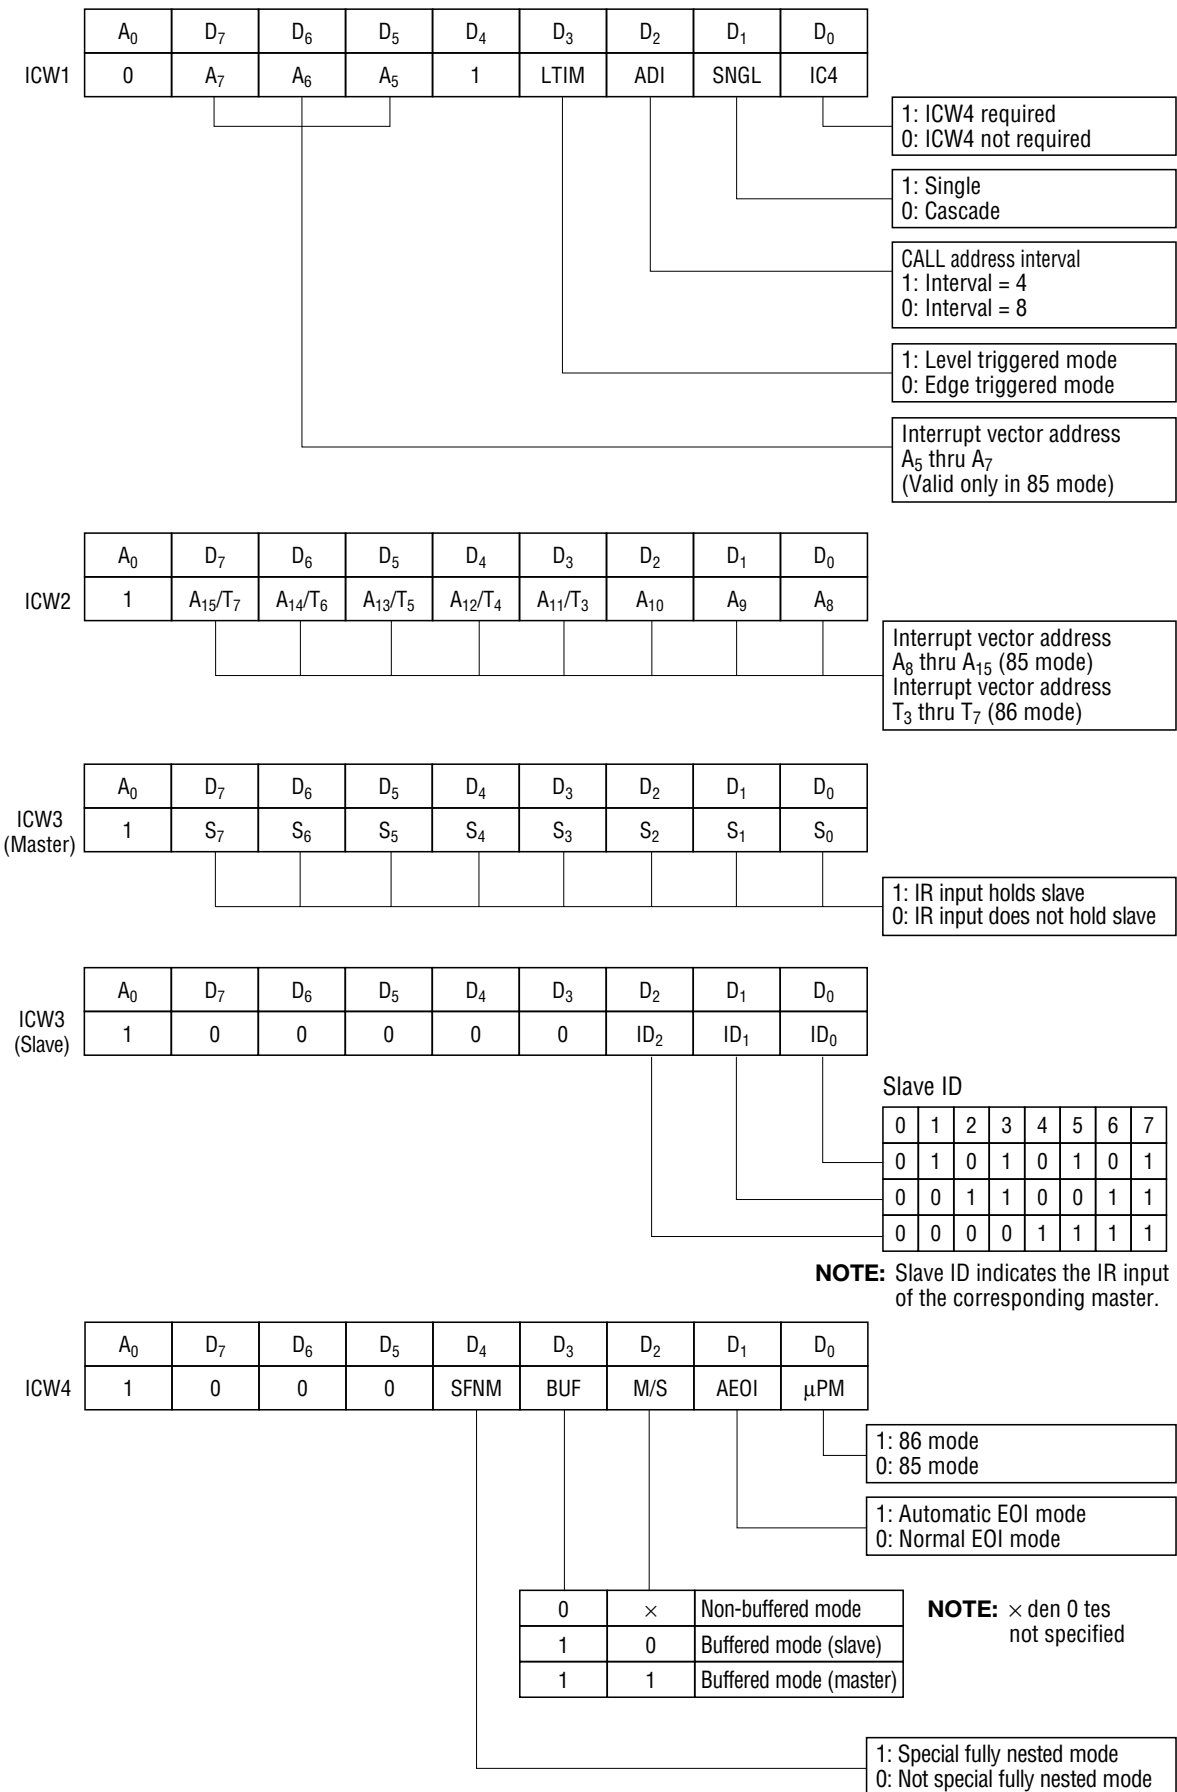 A0 D7 D6 D5 D4 D3 D2 D1 D0
ICW1 0 A7 A6 A5 1 LTIM ADI SNGL IC4
1: ICW4 required
0: ICW4 not required
1: Single
0: Cascade
CALL address interval
1: Interval = 4
0: Interval = 8
1: Level triggered mode
0: Edge triggered mode
Interrupt vector address
A5 thru A7
(Valid only in 85 mode)
A0 D7 D6 D5 D4 D3 D2 D1 D0
ICW2 1 A15/T7 A14/T6 A13/T5 A12/T4 A11/T3 A10 A9 A8
Interrupt vector address
A8 thru A15 (85 mode)
Interrupt vector address
T3 thru T7 (86 mode)
A0 D7 D6 D5 D4 D3 D2 D1 D0
ICW3
(Master)
1 S7 S6 S5 S4 S3 S2 S1 S0
1: IR input holds slave
0: IR input does not hold slave
A0 D7 D6 D5 D4 D3 D2 D1 D0
ICW3
(Slave)
1 0 0 0 0 0 ID2 ID1 ID0
Slave ID
0 1 2 3 4 5 6 7
0 1 0 1 0 1 0 1
0 0 1 1 0 0 1 1
0 0 0 0 1 1 1 1
NOTE: Slave ID indicates the IR input
of the corresponding master.
A0 D7 D6 D5 D4 D3 D2 D1 D0
ICW4 1 0 0 0 SFNM BUF M/S AEOI μPM
1: 86 mode
0: 85 mode
1: Automatic EOI mode
0: Normal EOI mode
0 × Non-buffered mode
1 0 Buffered mode (slave)
1 1 Buffered mode (master)
NOTE: × den 0 tes
not specified
1: Special fully nested mode
0: Not special fully nested mode